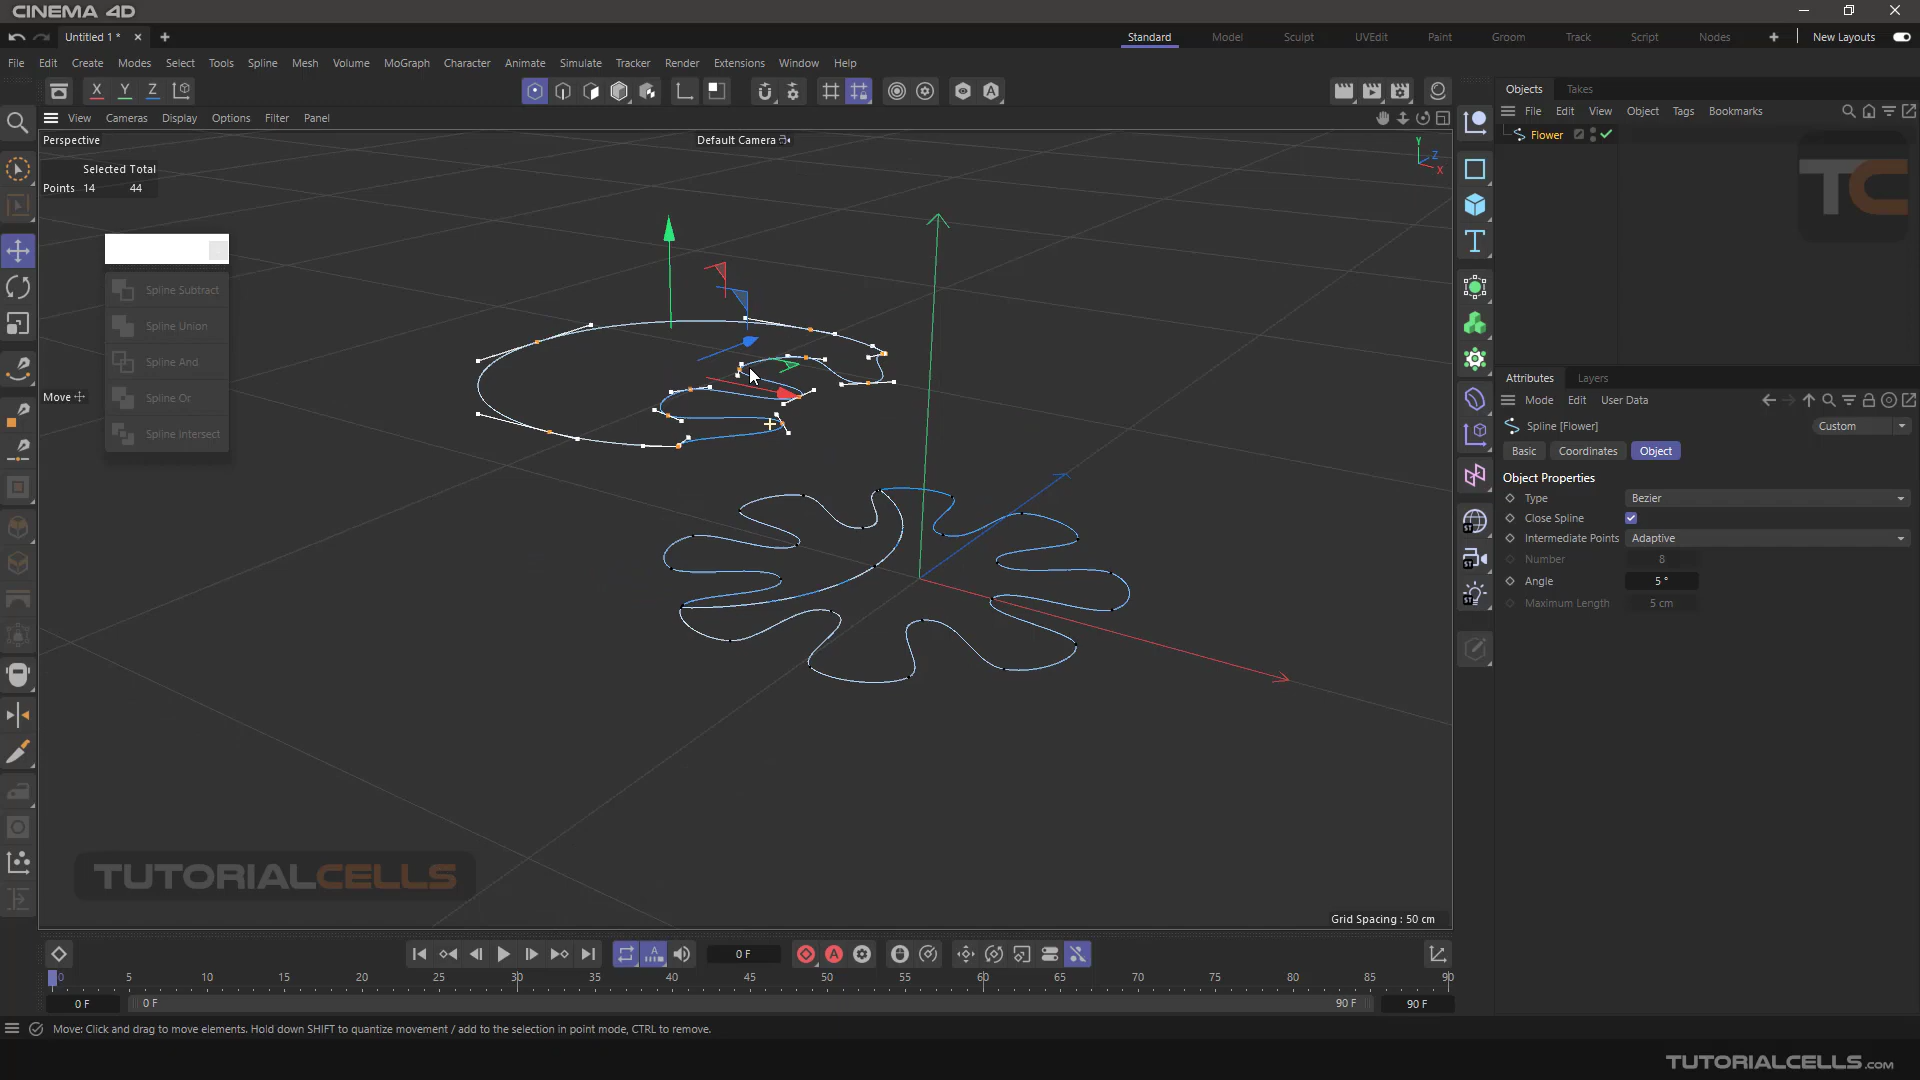 CINEMA 4D
Untitled 1 *
Standard Model Sculpt UVEdit Paint Groom Track Script Nodes New Layouts
File Edit Create Modes Select Tools Spline Mesh Volume MoGraph Character Animate Simulate Tracker Render Extensions Window Help
X Y Z
Objects Takes
View Cameras Display Options Filter Panel
File Edit View Object Tags Bookmarks
Perspective
Default Camera
Flower
Y
Z
X
TC
Selected Total
Points 14 44
Spline Subtract
Spline Union
Spline And
Spline Or
Spline Intersect
Move
Attributes Layers
Mode Edit User Data
Spline [Flower] Custom
Basic Coordinates Object
Object Properties
Type Bezier
Close Spline
Intermediate Points Adaptive
Number 8
Angle 5 °
Maximum Length 5 cm
TUTORIALCELLS
Grid Spacing : 50 cm
0 F
0 5 10 15 20 25 30 35 40 45 50 55 60 65 70 75 80 85 90
0 F 0 F 90 F 90 F
Move: Click and drag to move elements. Hold down SHIFT to quantize movement / add to the selection in point mode, CTRL to remove.
TUTORIALCELLS.com